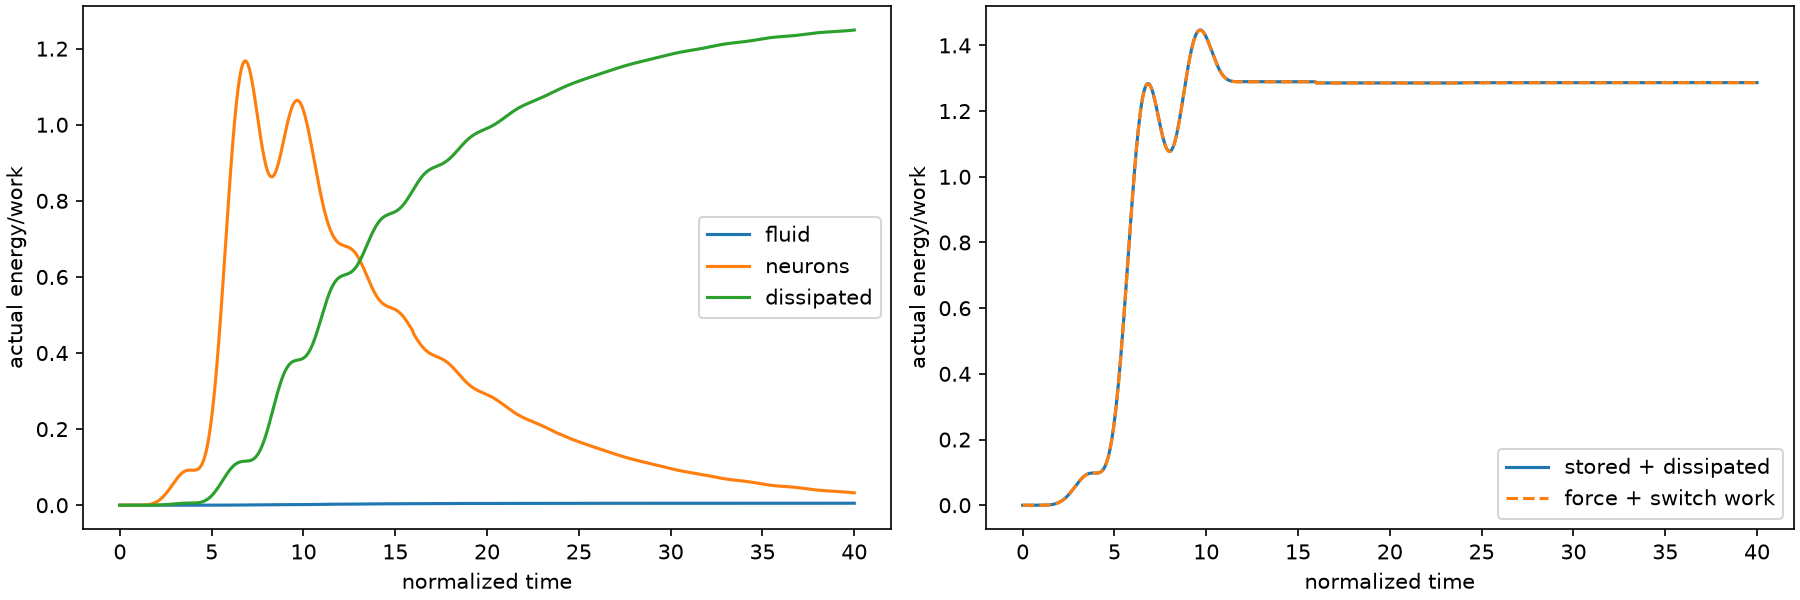 actual energy/work
1.2
1.0
0.8
0.6
0.4
0.2
0.0
fluid
neurons
dissipated
0 5 10 15 20 25 30 35 40
normalized time
actual energy/work
1.4
1.2
1.0
0.8
0.6
0.4
0.2
0.0
stored + dissipated
force + switch work
0 5 10 15 20 25 30 35 40
normalized time